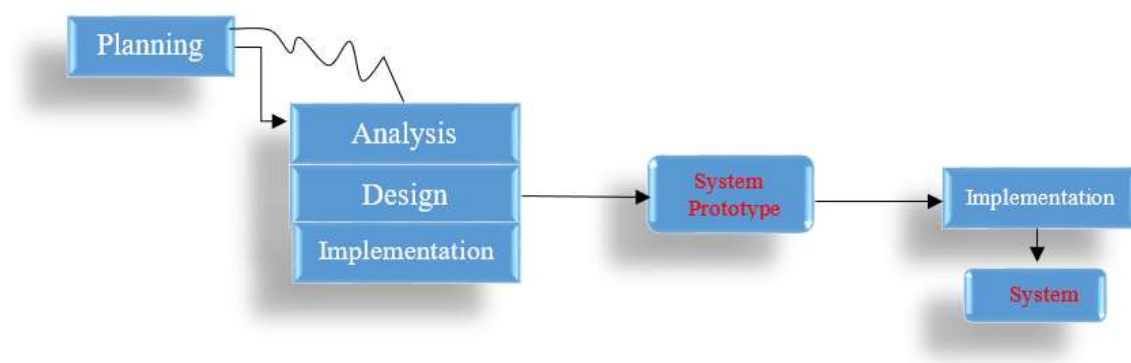 Planning
Analysis
Design
Implementation
System
Prototype
Implementation
System